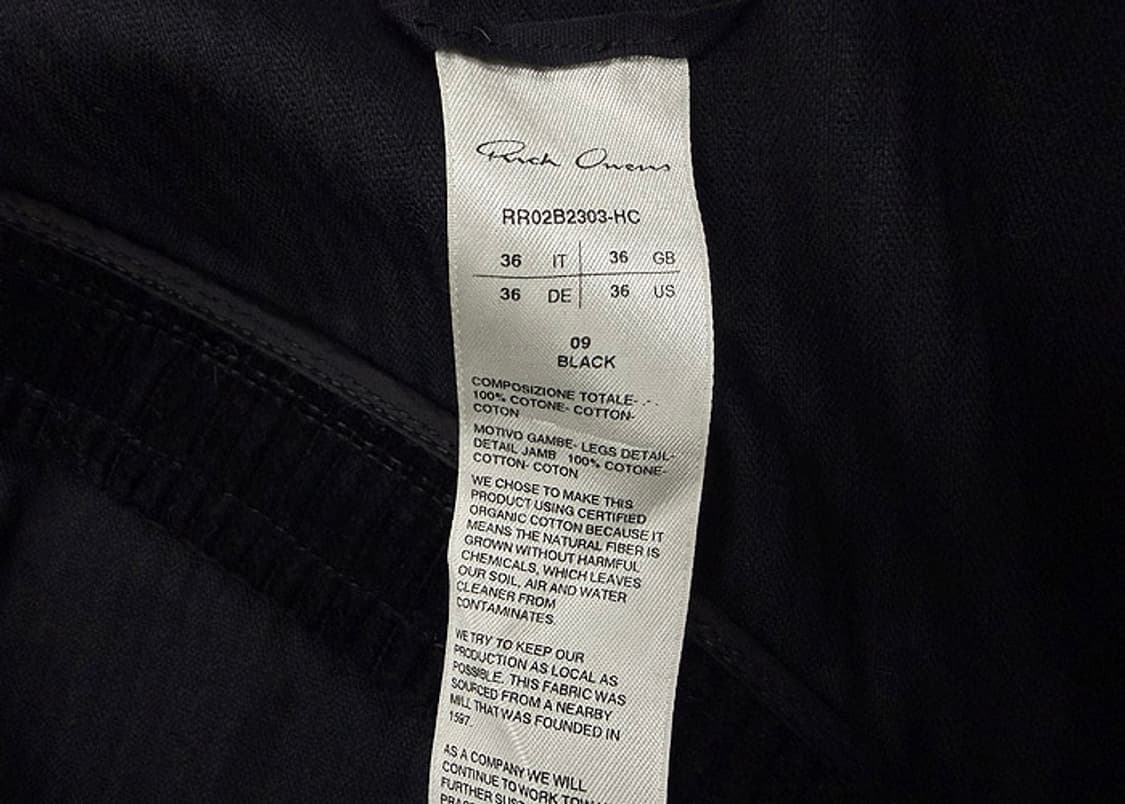 Rick Owens
RR02B2303-HC
36 IT 36 GB
36 DE 36 US
09
BLACK
COMPOSIZIONE TOTALE- .- -
100% COTONE- COTTON-
COTON
MOTIVO GAMBE- LEGS DETAIL-
DETAIL JAMB 100% COTONE-
COTTON- COTON
WE CHOSE TO MAKE THIS
PRODUCT USING CERTIFIED
ORGANIC COTTON BECAUSE IT
MEANS THE NATURAL FIBER IS
GROWN WITHOUT HARMFUL
CHEMICALS, WHICH LEAVES
OUR SOIL, AIR AND WATER
CLEANER FROM
CONTAMINATES.
WE TRY TO KEEP OUR
PRODUCTION AS LOCAL AS
POSSIBLE. THIS FABRIC WAS
SOURCED FROM A NEARBY
MILL THAT WAS FOUNDED IN
1597.
AS A COMPANY WE WILL
CONTINUE TO WORK
FURTHER